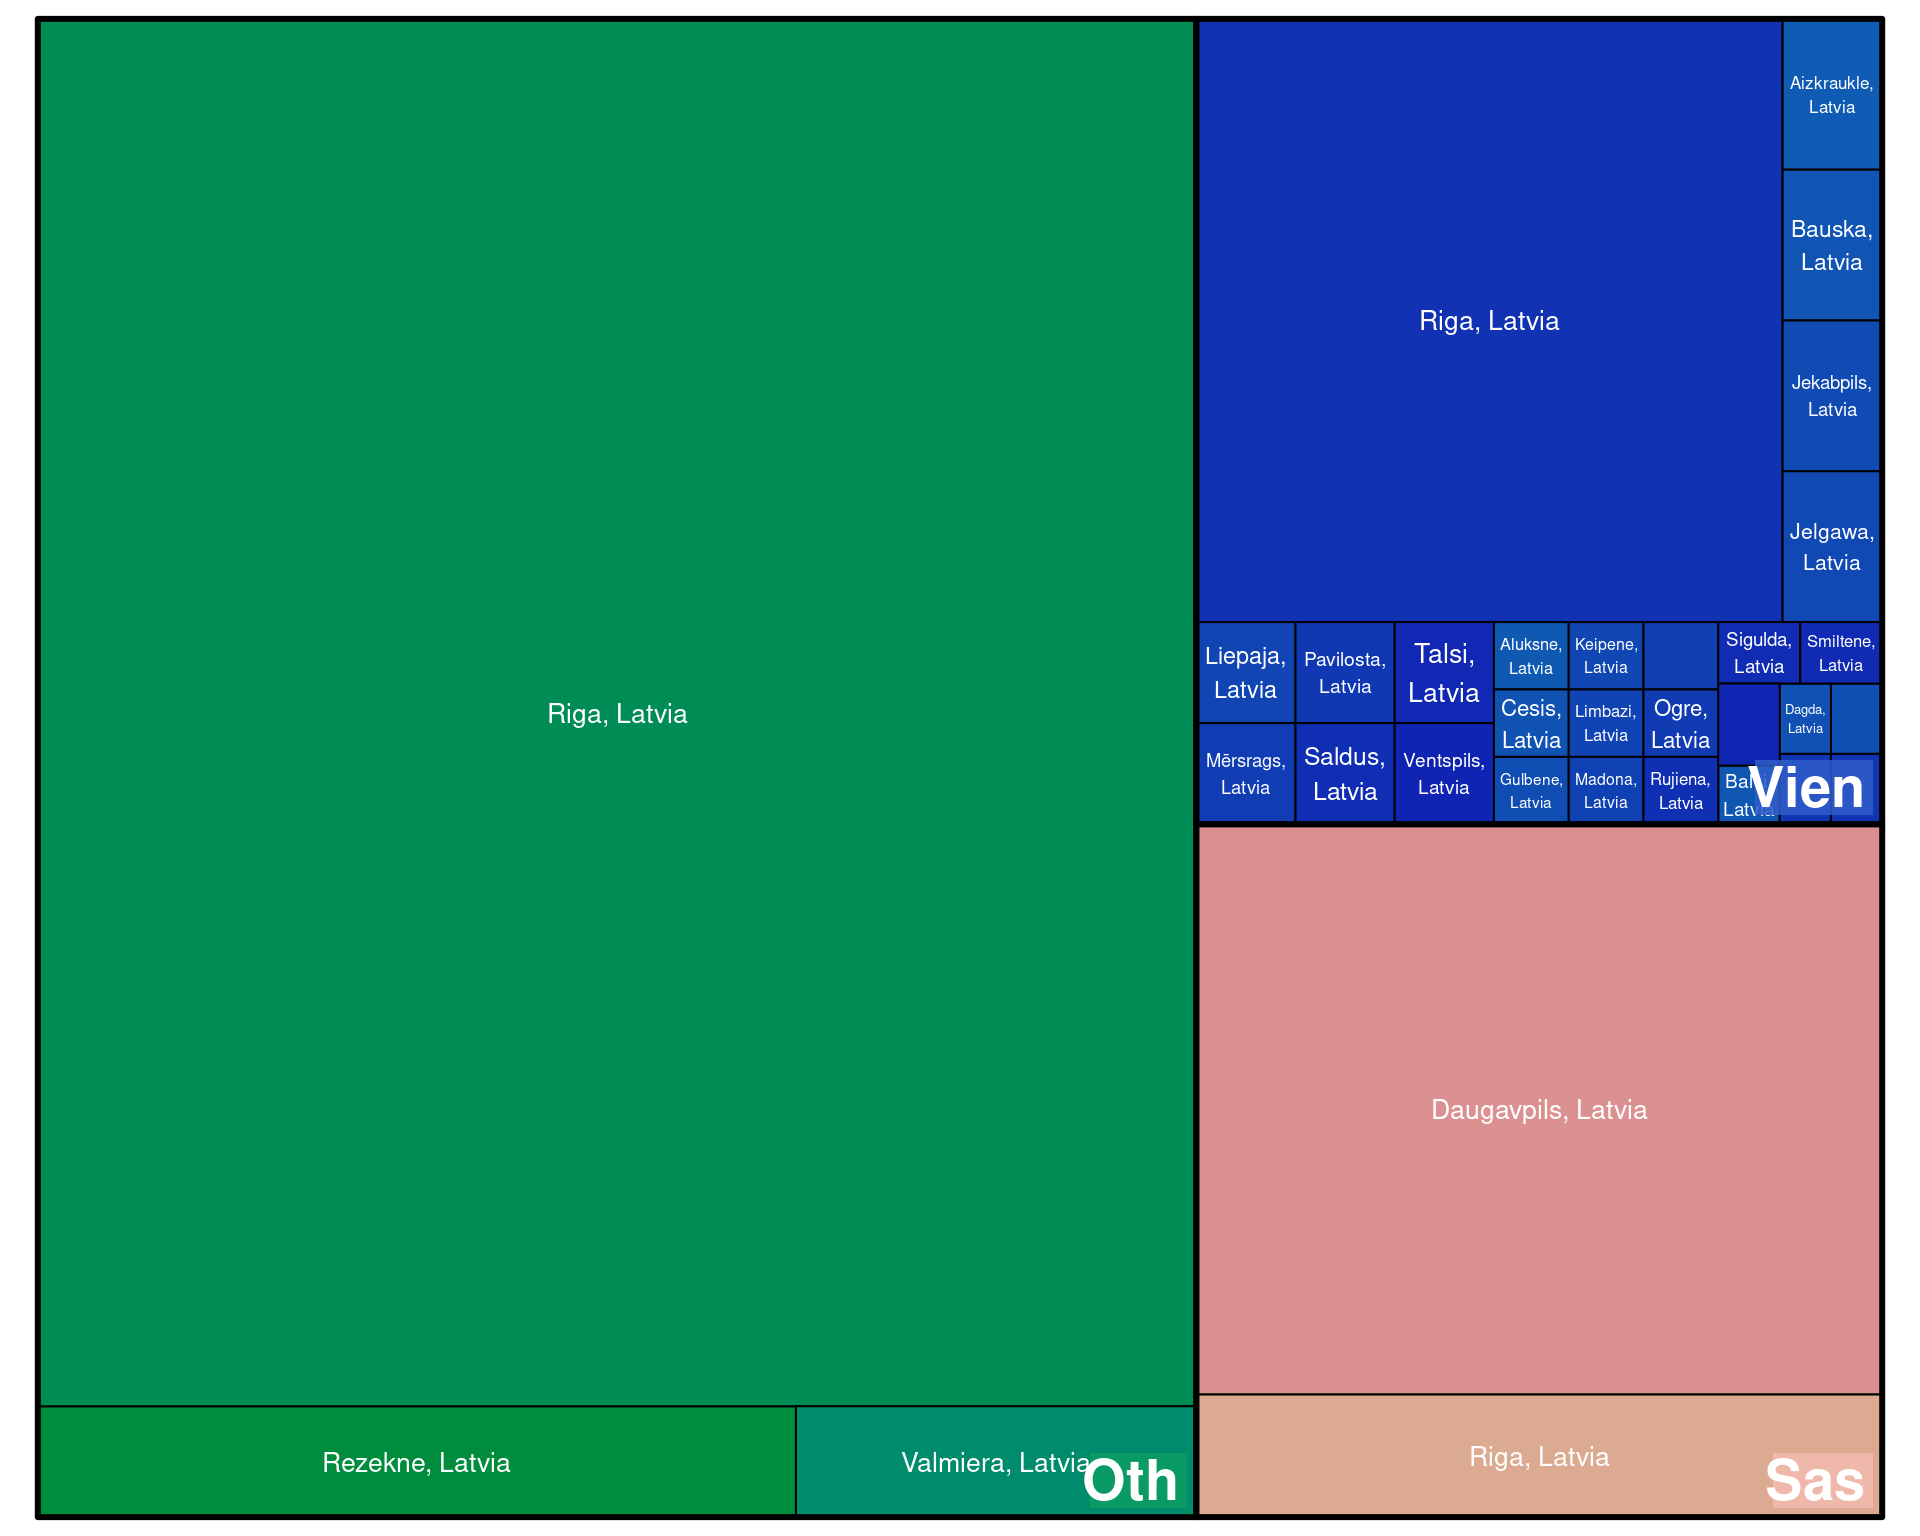 Riga, Latvia
Rezekne, Latvia
Valmiera, Latvia
Oth
Riga, Latvia
Aizkraukle,
Latvia
Bauska,
Latvia
Jekabpils,
Latvia
Jelgawa,
Latvia
Liepaja,
Latvia
Mērsrags,
Latvia
Pavilosta,
Latvia
Saldus,
Latvia
Talsi,
Latvia
Ventspils,
Latvia
Aluksne,
Latvia
Cesis,
Latvia
Gulbene,
Latvia
Keipene,
Latvia
Limbazi,
Latvia
Madona,
Latvia
Ogre,
Latvia
Rujiena,
Latvia
Sigulda,
Latvia
Smiltene,
Latvia
Dagda,
Latvia
Latvia
Vien
Daugavpils, Latvia
Riga, Latvia
Sas